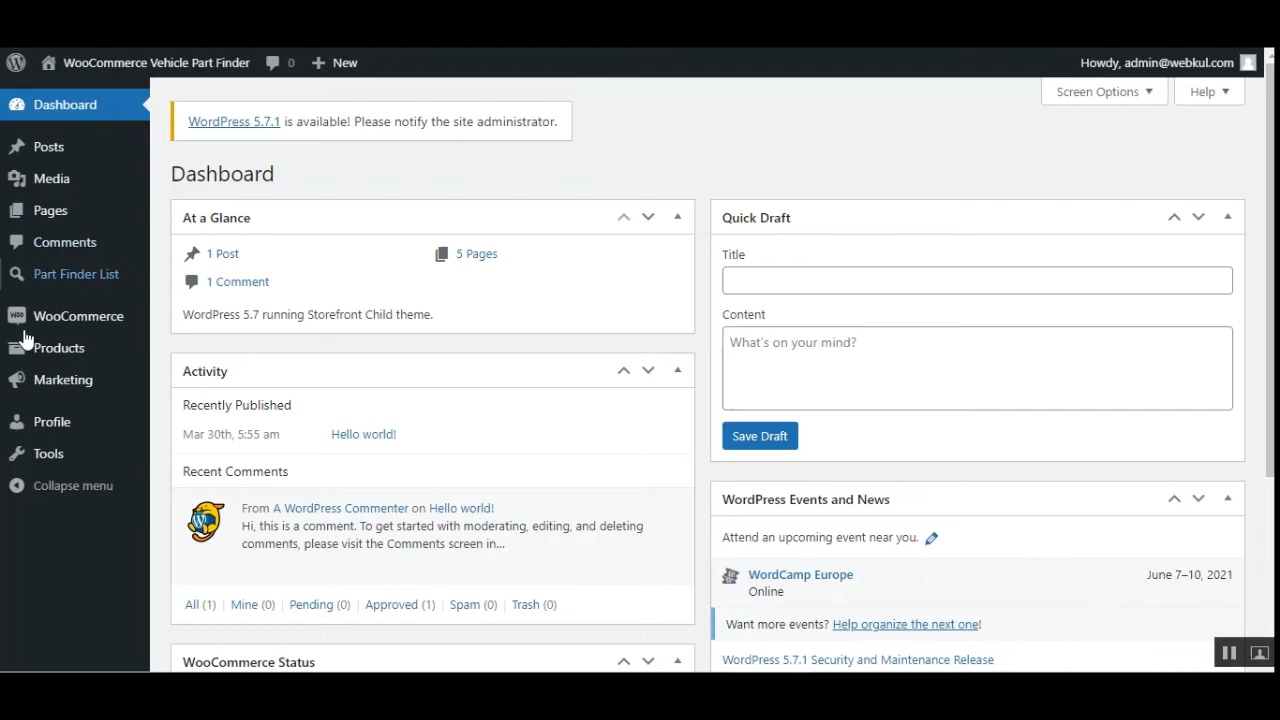 WooCommerce Vehicle Part Finder 0 New Howdy, admin@webkul.com
Screen Options Help
Dashboard
Posts
Media
Pages
Comments
Part Finder List
WooCommerce
Products
Marketing
Profile
Tools
Collapse menu
WordPress 5.7.1 is available! Please notify the site administrator.
Dashboard
At a Glance
1 Post 5 Pages
1 Comment
WordPress 5.7 running Storefront Child theme.
Activity
Recently Published
Mar 30th, 5:55 am Hello world!
Recent Comments
From A WordPress Commenter on Hello world!
Hi, this is a comment. To get started with moderating, editing, and deleting
comments, please visit the Comments screen in...
All (1) | Mine (0) | Pending (0) | Approved (1) | Spam (0) | Trash (0)
WooCommerce Status
Quick Draft
Title
Content
What's on your mind?
Save Draft
WordPress Events and News
Attend an upcoming event near you.
WordCamp Europe June 7–10, 2021
Online
Want more events? Help organize the next one!
WordPress 5.7.1 Security and Maintenance Release